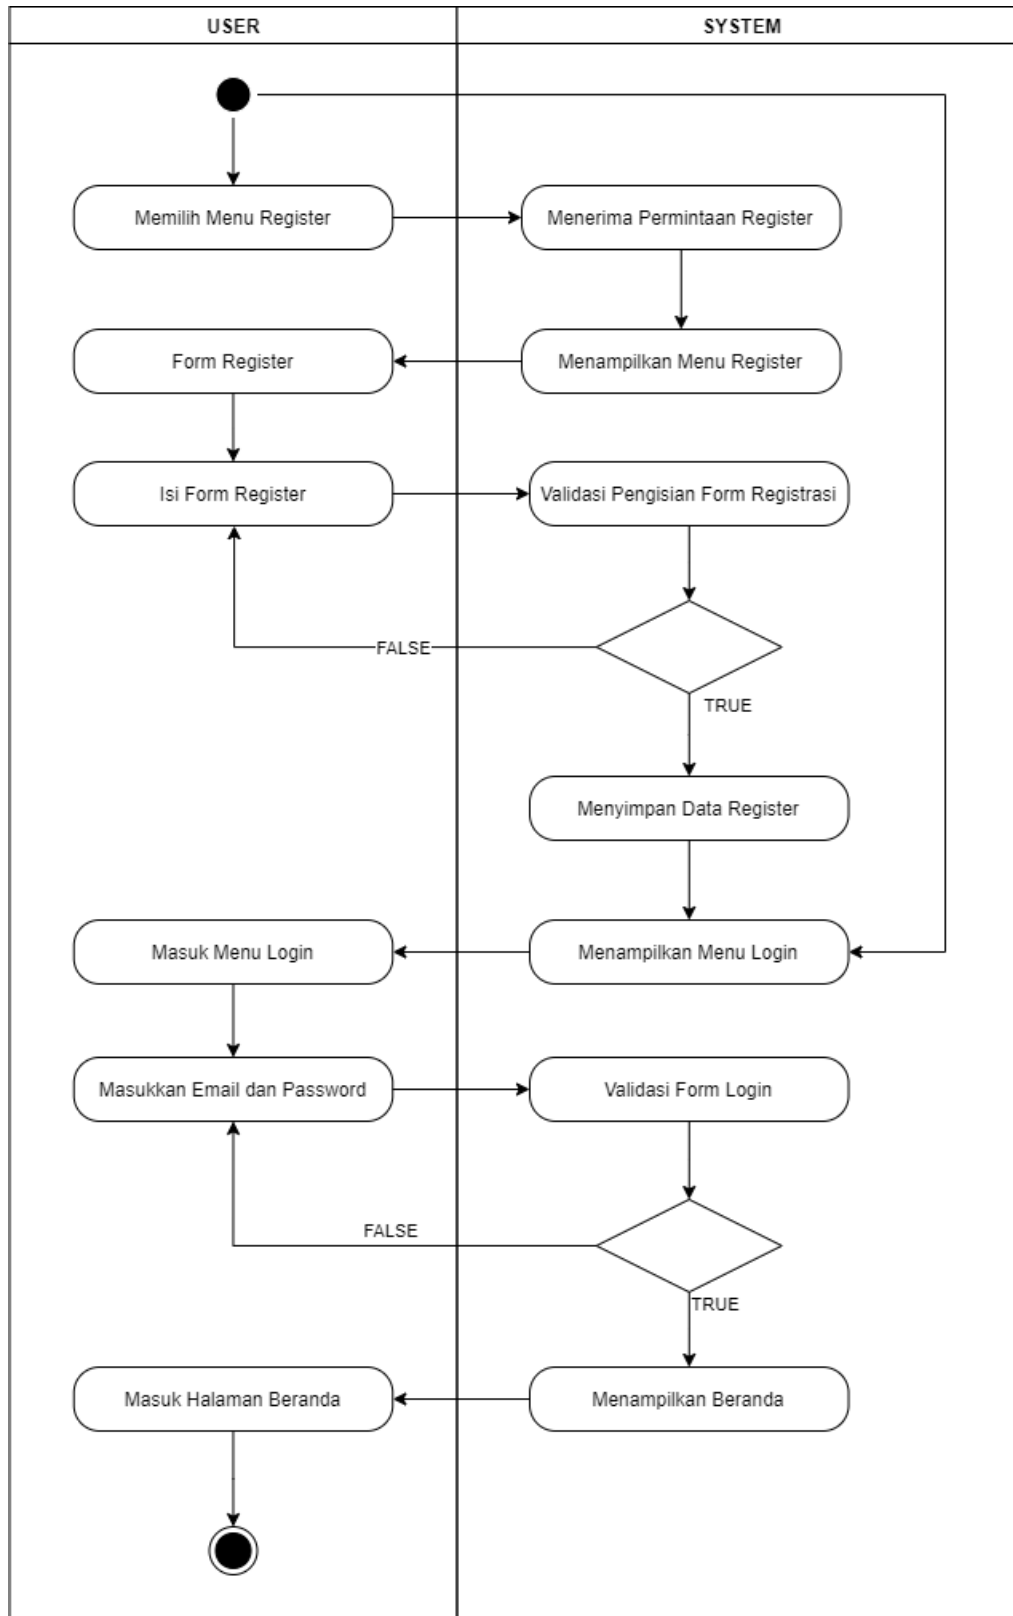 USER
SYSTEM
Memilih Menu Register
Menerima Permintaan Register
Form Register
Menampilkan Menu Register
Isi Form Register
Validasi Pengisian Form Registrasi
FALSE
TRUE
Menyimpan Data Register
Masuk Menu Login
Menampilkan Menu Login
Masukkan Email dan Password
Validasi Form Login
FALSE
TRUE
Masuk Halaman Beranda
Menampilkan Beranda